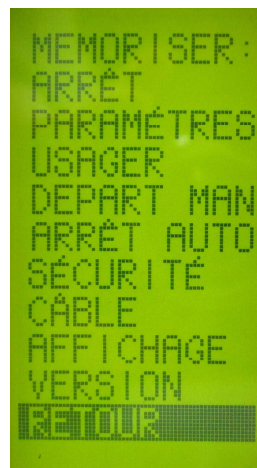 MEMORISER:
ARRÊT
PARAMÉTRES
USAGER
DEPART MAN
ARRÊT AUTO
SÉCURITÉ
CÂBLE
AFFICHAGE
VERSION
RETOUR